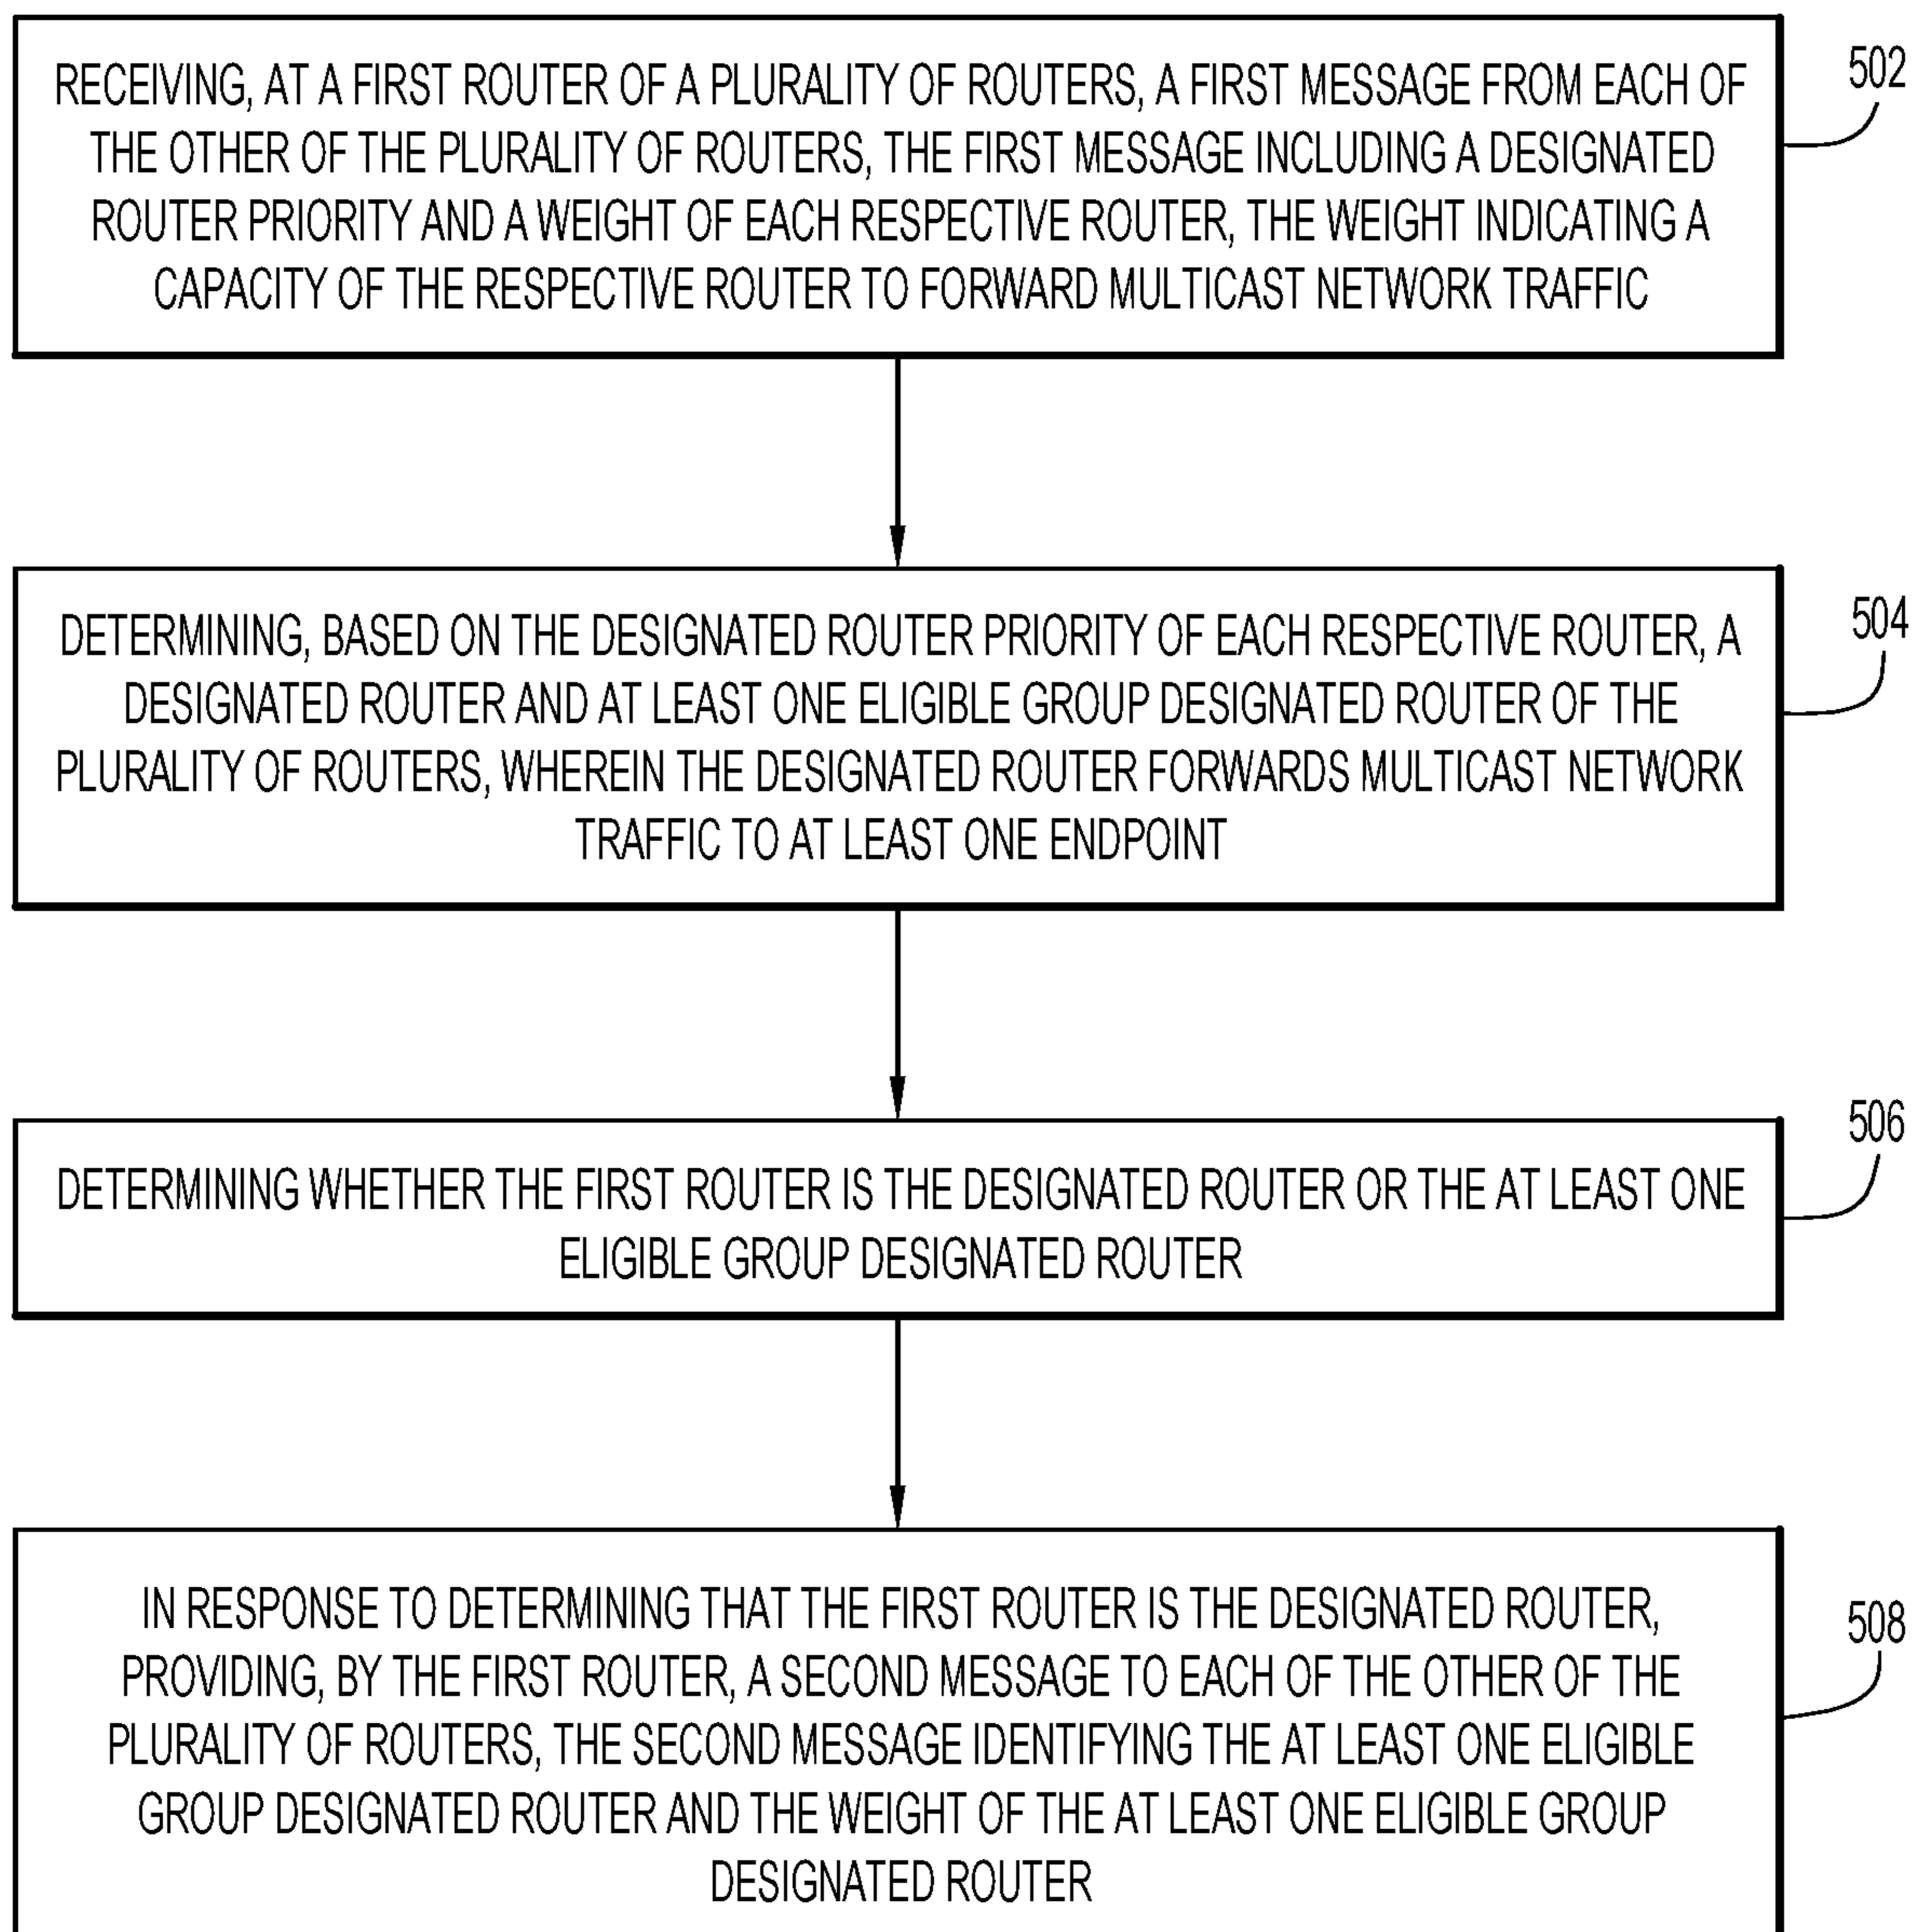 RECEIVING, AT A FIRST ROUTER OF A PLURALITY OF ROUTERS, A FIRST MESSAGE FROM EACH OF
THE OTHER OF THE PLURALITY OF ROUTERS, THE FIRST MESSAGE INCLUDING A DESIGNATED
ROUTER PRIORITY AND A WEIGHT OF EACH RESPECTIVE ROUTER, THE WEIGHT INDICATING A
CAPACITY OF THE RESPECTIVE ROUTER TO FORWARD MULTICAST NETWORK TRAFFIC
502
DETERMINING, BASED ON THE DESIGNATED ROUTER PRIORITY OF EACH RESPECTIVE ROUTER, A
DESIGNATED ROUTER AND AT LEAST ONE ELIGIBLE GROUP DESIGNATED ROUTER OF THE
PLURALITY OF ROUTERS, WHEREIN THE DESIGNATED ROUTER FORWARDS MULTICAST NETWORK
TRAFFIC TO AT LEAST ONE ENDPOINT
504
DETERMINING WHETHER THE FIRST ROUTER IS THE DESIGNATED ROUTER OR THE AT LEAST ONE
ELIGIBLE GROUP DESIGNATED ROUTER
506
IN RESPONSE TO DETERMINING THAT THE FIRST ROUTER IS THE DESIGNATED ROUTER,
PROVIDING, BY THE FIRST ROUTER, A SECOND MESSAGE TO EACH OF THE OTHER OF THE
PLURALITY OF ROUTERS, THE SECOND MESSAGE IDENTIFYING THE AT LEAST ONE ELIGIBLE
GROUP DESIGNATED ROUTER AND THE WEIGHT OF THE AT LEAST ONE ELIGIBLE GROUP
DESIGNATED ROUTER
508